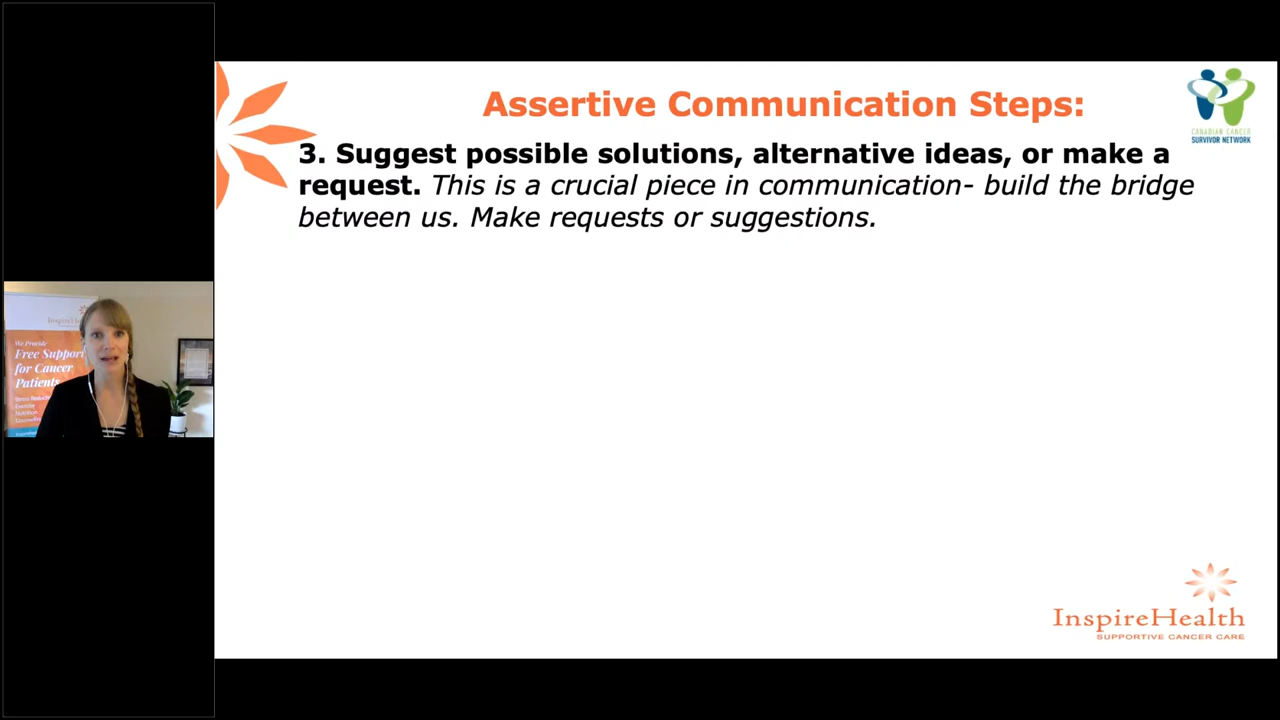 Assertive Communication Steps:
3. Suggest possible solutions, alternative ideas, or make a
request. This is a crucial piece in communication- build the bridge
between us. Make requests or suggestions.
CANADIAN CANCER
SURVIVOR NETWORK
We Provide
Free Support
for Cancer
Patients
InspireHealth
SUPPORTIVE CANCER CARE